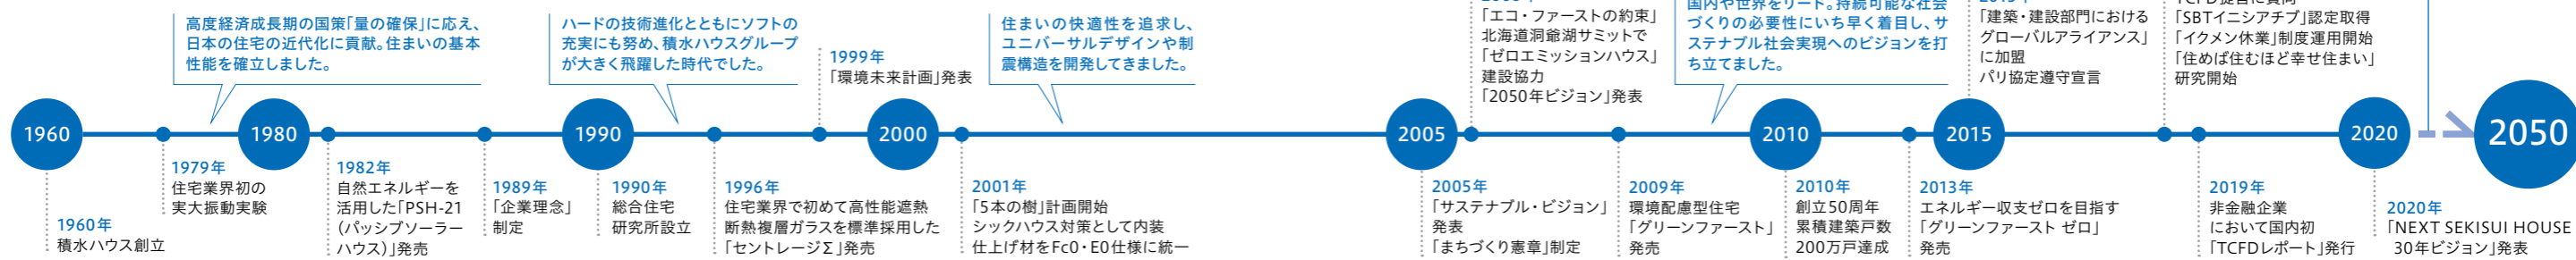 高度経済成長期の国策「量の確保」に応え、
日本の住宅の近代化に貢献。住まいの基本
性能を確立しました。
ハードの技術進化とともにソフトの
充実にも努め、積水ハウスグループ
が大きく飛躍した時代でした。
1999年
「環境未来計画」発表
住まいの快適性を追求し、
ユニバーサルデザインや制
震構造を開発してきました。
「エコ・ファーストの約束」
北海道洞爺湖サミットで
「ゼロエミッションハウス」
建設協力
「2050年ビジョン」発表
国内や世界をリード。持続可能な社会
づくりの必要性にいち早く着目し、サ
ステナブル社会実現へのビジョンを打
ち立てました。
「建築・建設部門における
グローバルアライアンス」
に加盟
パリ協定遵守宣言
TCFD提言に賛同
「SBTイニシアチブ」認定取得
「イクメン休業」制度運用開始
「住めば住むほど幸せ住まい」
研究開始
1960
1980
1990
2000
2005
2010
2015
2020
2050
1960年
積水ハウス創立
1979年
住宅業界初の
実大振動実験
1982年
自然エネルギーを
活用した「PSH-21
（パッシブソーラー
ハウス）」発売
1989年
「企業理念」
制定
1990年
総合住宅
研究所設立
1996年
住宅業界で初めて高性能遮熱
断熱複層ガラスを標準採用した
「セントレージΣ」発売
2001年
「5本の樹」計画開始
シックハウス対策として内装
仕上げ材をFc0・E0仕様に統一
2005年
「サステナブル・ビジョン」
発表
「まちづくり憲章」制定
2009年
環境配慮型住宅
「グリーンファースト」
発売
2010年
創立50周年
累積建築戸数
200万戸達成
2013年
エネルギー収支ゼロを目指す
「グリーンファースト ゼロ」
発売
2019年
非金融企業
において国内初
「TCFDレポート」発行
2020年
「NEXT SEKISUI HOUSE
30年ビジョン」発表